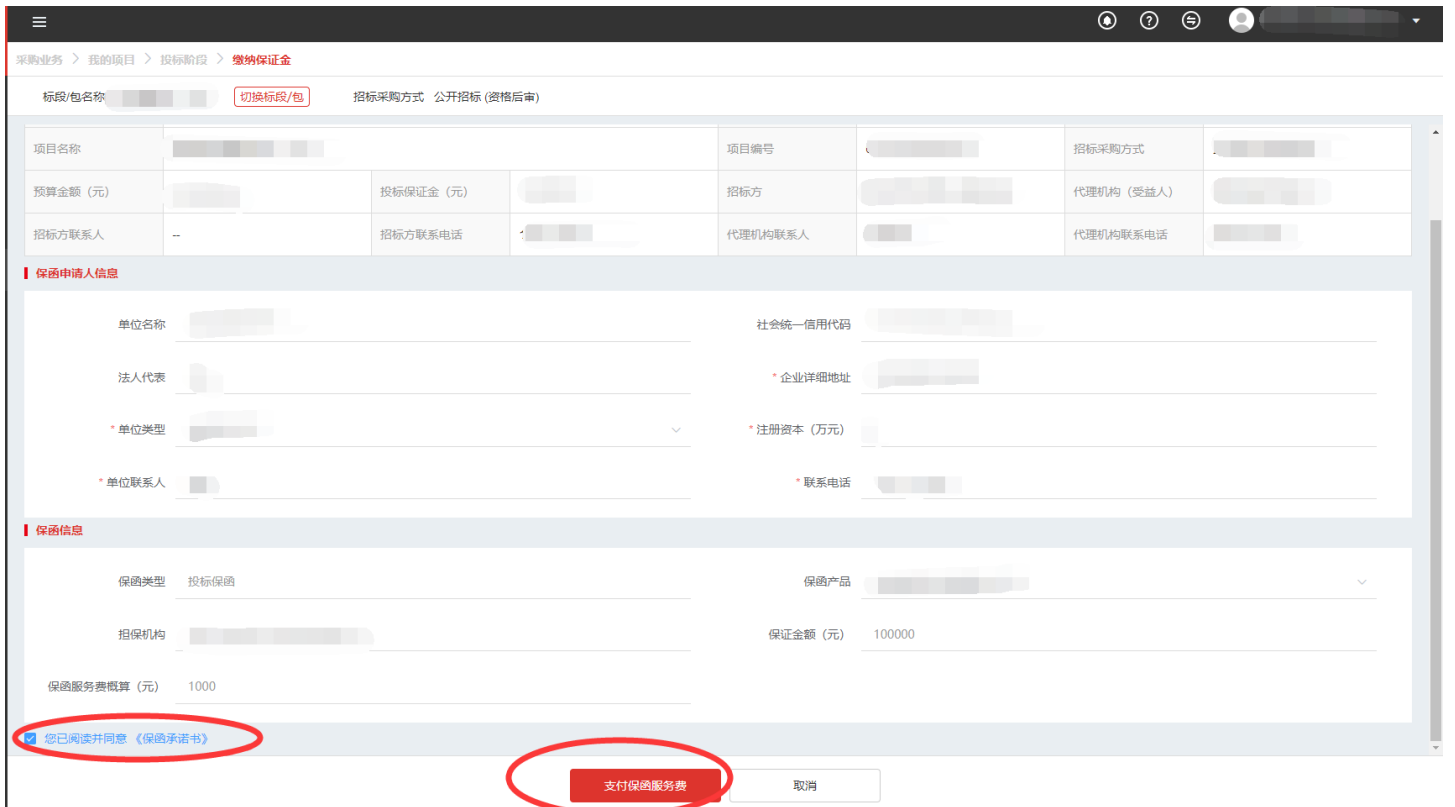 采购业务 > 我的项目 > 投标阶段 > 缴纳保证金
标段/包名称 切换标段/包 招标采购方式 公开招标 (资格后审)
项目名称 项目编号 招标采购方式
预算金额（元） 投标保证金（元） 招标方 代理机构（受益人）
招标方联系人 -- 招标方联系电话 代理机构联系人 代理机构联系电话
保函申请人信息
单位名称 社会统一信用代码
法人代表 * 企业详细地址
* 单位类型 * 注册资本（万元）
* 单位联系人 * 联系电话
保函信息
保函类型 投标保函 保函产品
担保机构 保证金额（元） 100000
保函服务费概算（元） 1000
您已阅读并同意 《保函承诺书》
支付保函服务费 取消